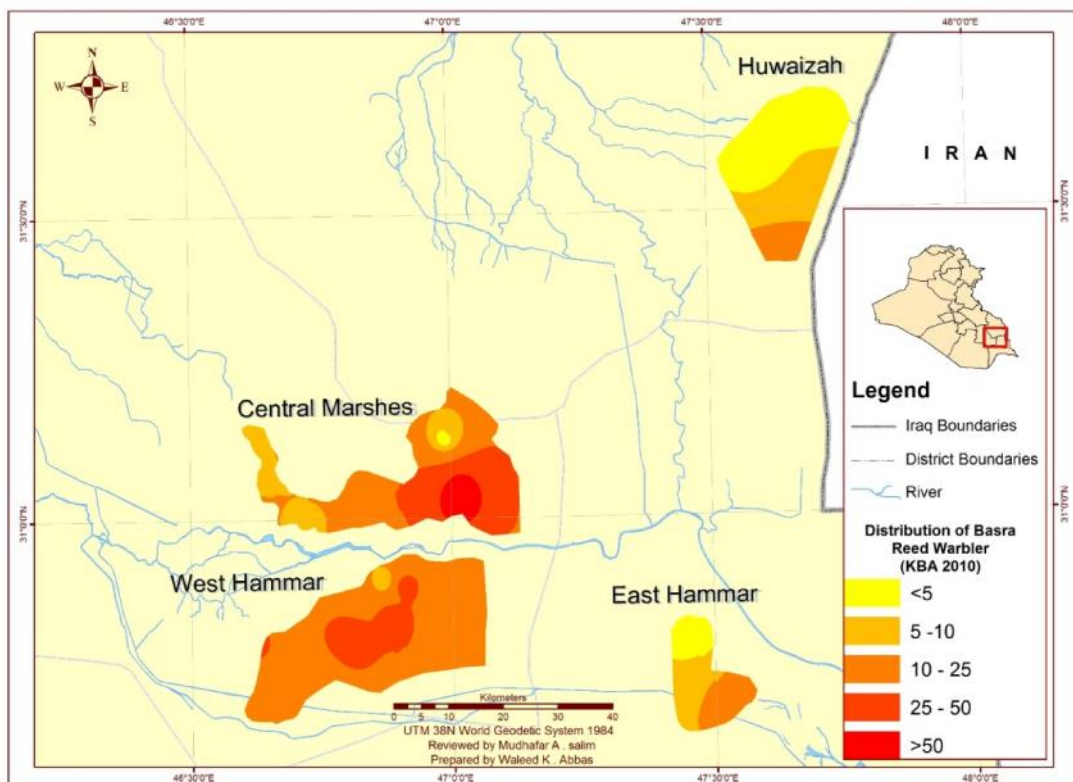 46°30'0"E
47°0'0"E
47°30'0"E
48°0'0"E
N
W
E
S
Huwaizah
I R A N
31°30'0"N
31°30'0"N
Central Marshes
31°0'0"N
31°0'0"N
West Hammar
East Hammar
Kilometers
0 5 10 20 30 40
UTM 38N World Geodetic System 1984
Reviewed by Mudhafar A . salim
Prepared by Waleed K . Abbas
Legend
Iraq Boundaries
District Boundaries
River
Distribution of Basra
Reed Warbler
(KBA 2010)
<5
5 -10
10 - 25
25 - 50
>50
46°30'0"E
47°0'0"E
47°30'0"E
48°0'0"E